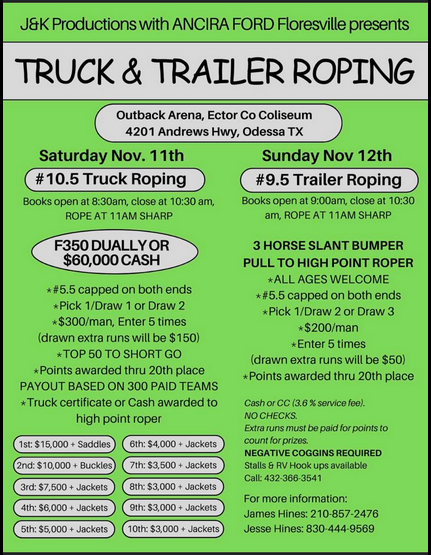 J&K Productions with ANCIRA FORD Floresville presents
TRUCK & TRAILER ROPING
Outback Arena, Ector Co Coliseum
4201 Andrews Hwy, Odessa TX
Saturday Nov. 11th
#10.5 Truck Roping
Books open at 8:30am, close at 10:30 am,
ROPE AT 11AM SHARP
F350 DUALLY OR
$60,000 CASH
*#5.5 capped on both ends
*Pick 1/Draw 1 or Draw 2
*$300/man, Enter 5 times
(drawn extra runs will be $150)
*TOP 50 TO SHORT GO
*Points awarded thru 20th place
PAYOUT BASED ON 300 PAID TEAMS
*Truck certificate or Cash awarded to
high point roper
1st: $15,000 + Saddles
2nd: $10,000 + Buckles
3rd: $7,500 + Jackets
4th: $6,000 + Jackets
5th: $5,000 + Jackets
6th: $4,000 + Jackets
7th: $3,500 + Jackets
8th: $3,000 + Jackets
9th: $3,000 + Jackets
10th: $3,000 + Jackets
Sunday Nov 12th
#9.5 Trailer Roping
Books open at 9:00am, close at 10:30
am, ROPE AT 11AM SHARP
3 HORSE SLANT BUMPER
PULL TO HIGH POINT ROPER
*ALL AGES WELCOME
*#5.5 capped on both ends
*Pick 1/Draw 2 or Draw 3
*$200/man
*Enter 5 times
(drawn extra runs will be $50)
*Points awarded thru 20th place
Cash or CC (3.6 % service fee).
NO CHECKS.
Extra runs must be paid for points to
count for prizes.
NEGATIVE COGGINS REQUIRED
Stalls & RV Hook ups available
Call: 432-366-3541
For more information:
James Hines: 210-857-2476
Jesse Hines: 830-444-9569